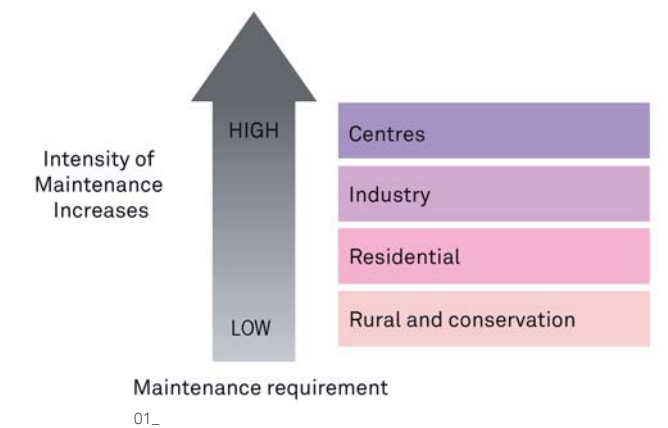 HIGH
Centres
Intensity of
Maintenance
Increases
Industry
Residential
LOW
Rural and conservation
Maintenance requirement
01_